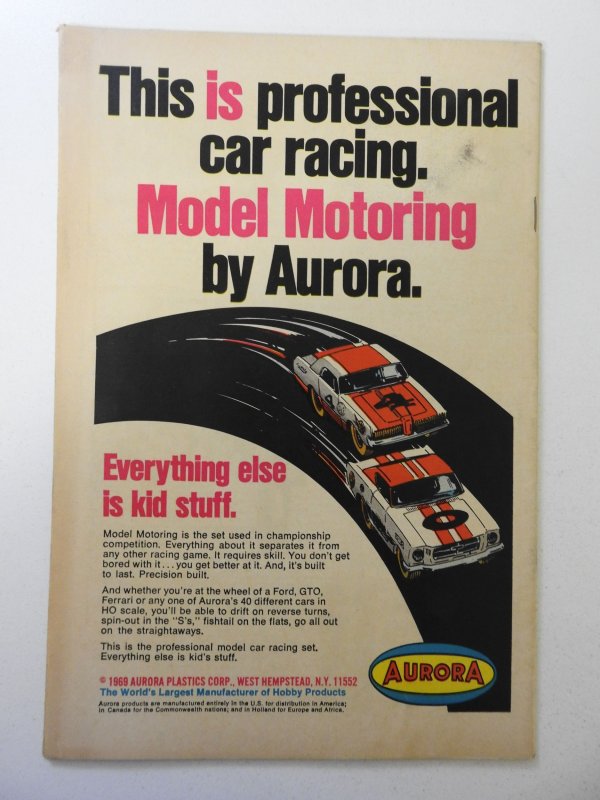 This is professional
car racing.
Model Motoring
by Aurora.
4
4
0
Everything else
is kid stuff.
Model Motoring is the set used in championship
competition. Everything about it separates it from
any other racing game. It requires skill. You don't get
bored with it...you get better at it. And, it's built
to last. Precision built.
And whether you're at the wheel of a Ford, GTO,
Ferrari or any one of Aurora's 40 different cars in
HO scale, you'll be able to drift on reverse turns,
spin-out in the "S's," fishtail on the flats, go all out
on the straightaways.
This is the professional model car racing set.
Everything else is kid's stuff.
© 1969 AURORA PLASTICS CORP., WEST HEMPSTEAD, N.Y. 11552
The World's Largest Manufacturer of Hobby Products
Aurora products are manufactured entirely in the U.S. for distribution in America;
in Canada for the Commonwealth nations; and in Holland for Europe and Africa.
AURORA